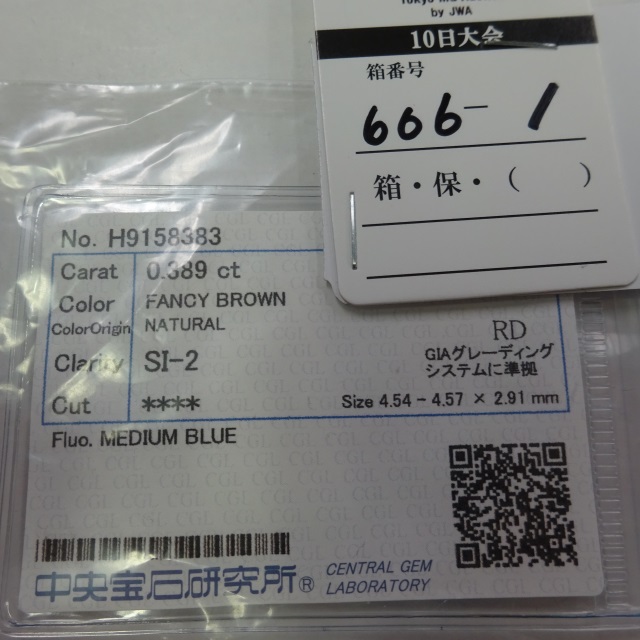 by JWA
10日大会
箱番号
606-1
箱・保・( )
No. H9158383
Carat 0.389 ct
Color FANCY BROWN
ColorOrigin NATURAL
Clarity SI-2
Cut ****
RD
GIAグレーディング
システムに準拠
Size 4.54 - 4.57 × 2.91 mm
Fluo. MEDIUM BLUE
中央宝石研究所®
CENTRAL GEM
LABORATORY